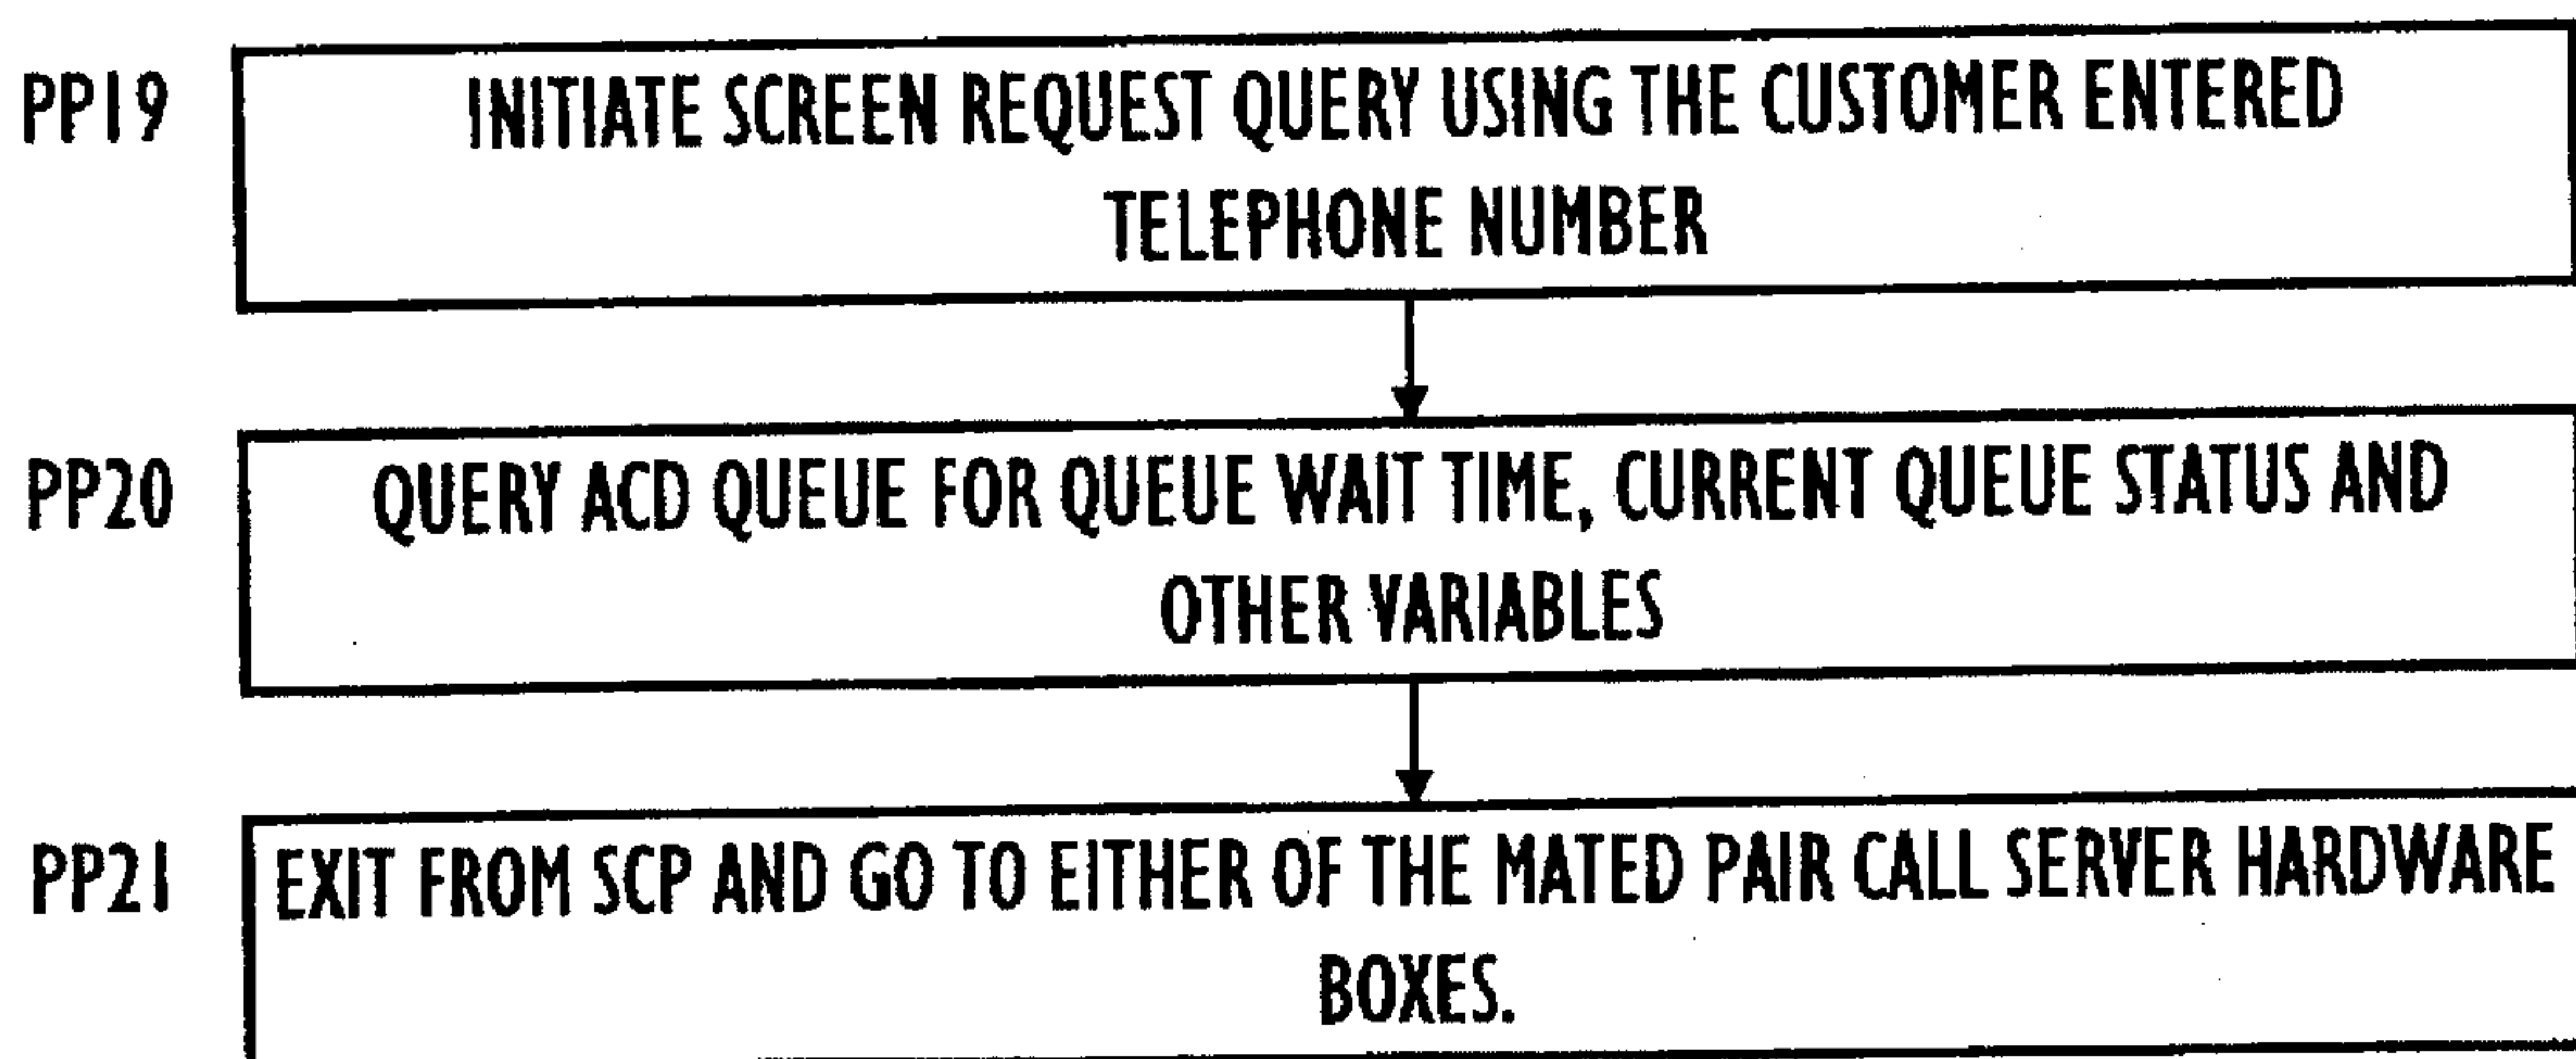 PP19
INITIATE SCREEN REQUEST QUERY USING THE CUSTOMER ENTERED
TELEPHONE NUMBER
PP20
QUERY ACD QUEUE FOR QUEUE WAIT TIME, CURRENT QUEUE STATUS AND
OTHER VARIABLES
PP21
EXIT FROM SCP AND GO TO EITHER OF THE MATED PAIR CALL SERVER HARDWARE
BOXES.